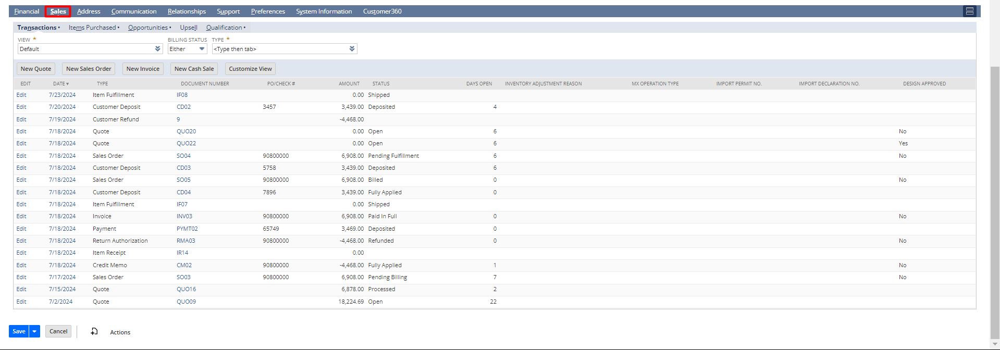 Financial Sales Address Communication Relationships Support Preferences System Information Customer360
Transactions • Items Purchased • Opportunities • Upsell Qualification •
VIEW * BILLING STATUS TYPE *
Default Either <Type then tab>
New Quote New Sales Order New Invoice New Cash Sale Customize View
EDIT DATE ▼ TYPE DOCUMENT NUMBER PO/CHECK # AMOUNT STATUS DAYS OPEN INVENTORY ADJUSTMENT REASON MX OPERATION TYPE IMPORT PERMIT NO. IMPORT DECLARATION NO. DESIGN APPROVED
Edit 7/23/2024 Item Fulfillment IF08 0.00 Shipped
Edit 7/20/2024 Customer Deposit CD02 3457 3,439.00 Deposited 4
Edit 7/19/2024 Customer Refund 9 -4,468.00
Edit 7/18/2024 Quote QUO20 0.00 Open 6 No
Edit 7/18/2024 Quote QUO22 0.00 Open 6 Yes
Edit 7/18/2024 Sales Order SO04 90800000 6,908.00 Pending Fulfillment 6 No
Edit 7/18/2024 Customer Deposit CD03 5758 3,439.00 Deposited 6
Edit 7/18/2024 Sales Order SO05 90800000 6,908.00 Billed 0 No
Edit 7/18/2024 Customer Deposit CD04 7896 3,439.00 Fully Applied 0
Edit 7/18/2024 Item Fulfillment IF07 0.00 Shipped
Edit 7/18/2024 Invoice INV03 90800000 6,908.00 Paid In Full 0 No
Edit 7/18/2024 Payment PYMT02 65749 3,469.00 Deposited 0
Edit 7/18/2024 Return Authorization RMA03 90800000 -4,468.00 Refunded 0 No
Edit 7/18/2024 Item Receipt IR14 0.00
Edit 7/18/2024 Credit Memo CM02 90800000 -4,468.00 Fully Applied 1 No
Edit 7/17/2024 Sales Order SO03 90800000 6,908.00 Pending Billing 7 No
Edit 7/15/2024 Quote QUO16 6,878.00 Processed 2
Edit 7/2/2024 Quote QUO09 18,224.69 Open 22
Save Cancel Actions